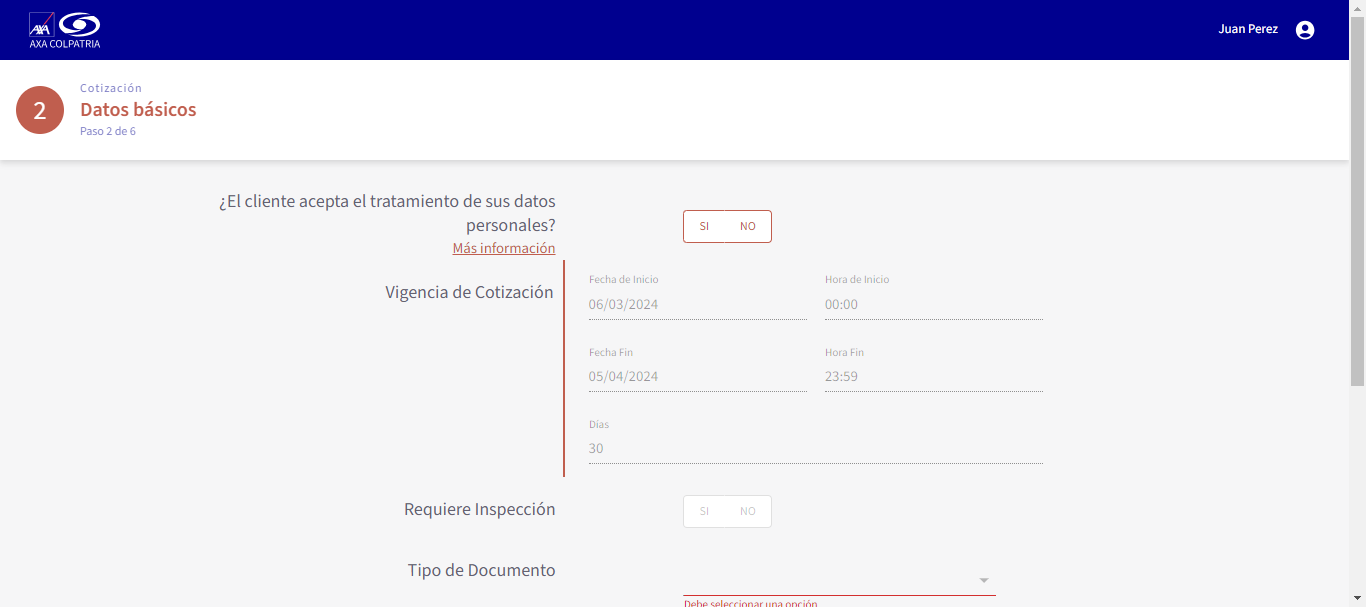 AXA
AXA COLPATRIA
Juan Perez
2
Cotización
Datos básicos
Paso 2 de 6
¿El cliente acepta el tratamiento de sus datos
personales?
Más información
SI NO
Vigencia de Cotización
Fecha de Inicio Hora de Inicio
06/03/2024 00:00
Fecha Fin Hora Fin
05/04/2024 23:59
Días
30
Requiere Inspección
SI NO
Tipo de Documento
Debe seleccionar una opción